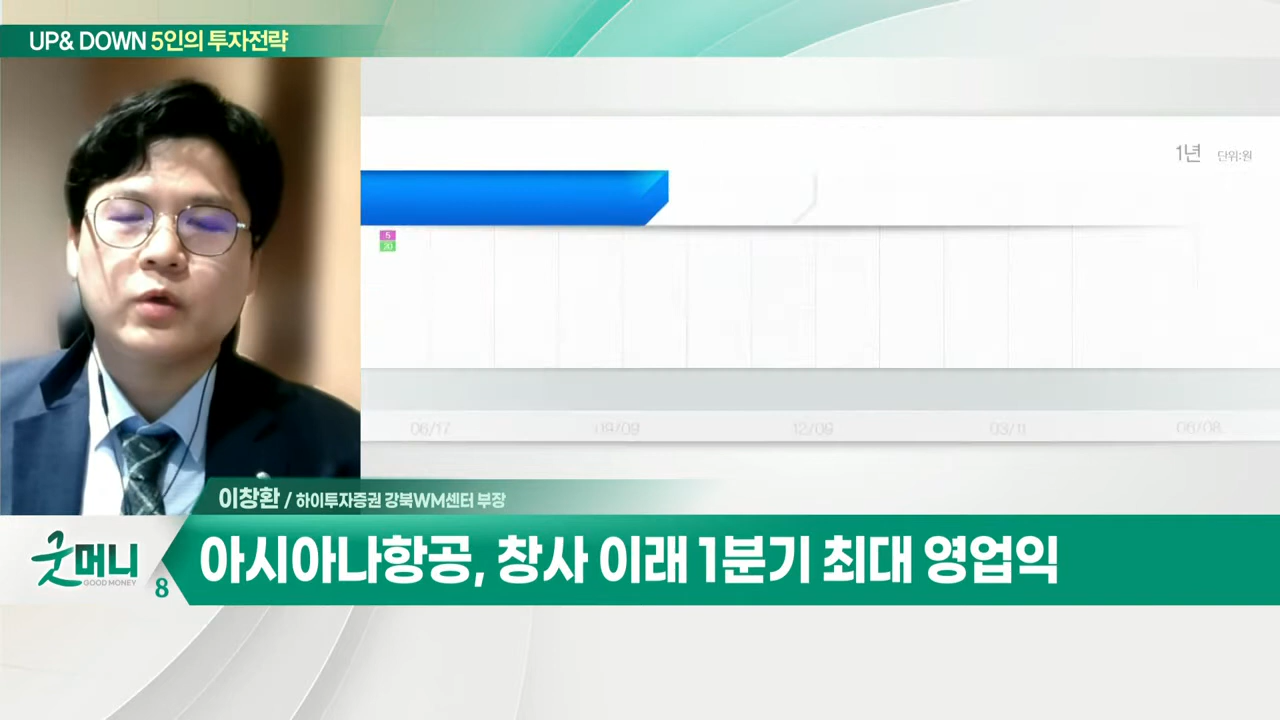 UP& DOWN 5인의 투자전략
1년 단위:원
5
20
06/17 09/09 12/09 03/11 06/08
이창환 / 하이투자증권 강북WM센터 부장
굿머니
GOOD MONEY
8
아시아나항공, 창사 이래 1분기 최대 영업익